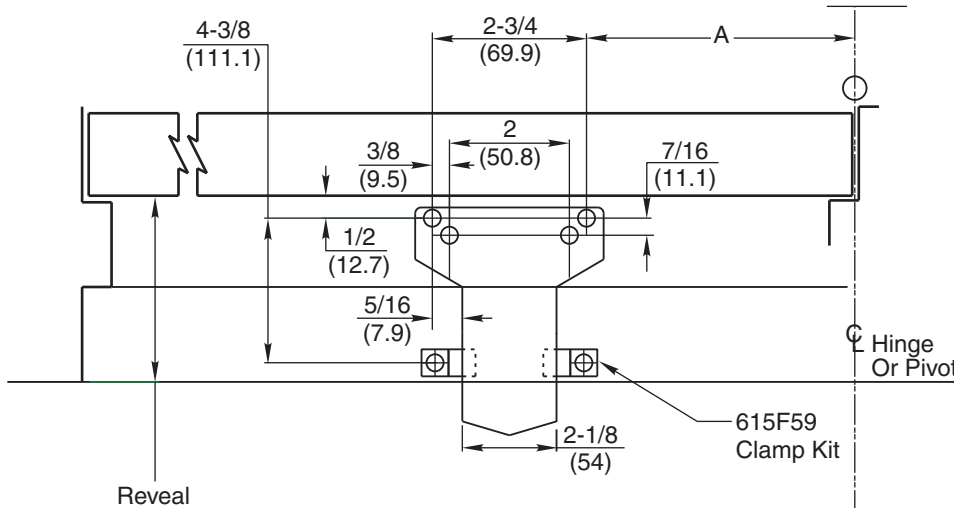 4-3/8
(111.1)
2-3/4
(69.9)
A
3/8
(9.5)
2
(50.8)
7/16
(11.1)
1/2
(12.7)
5/16
(7.9)
℄ Hinge
Or Pivot
615F59
Clamp Kit
2-1/8
(54)
Reveal